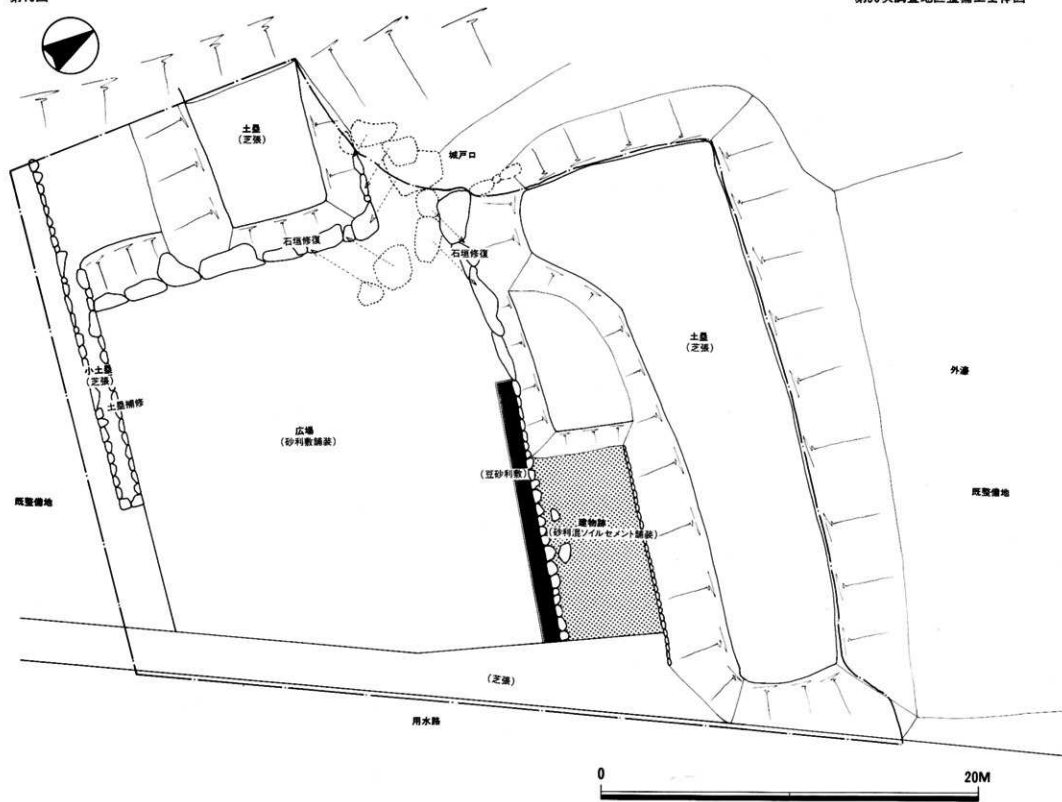 土塁
(芝張)
城戸口
石垣修復
石垣修復
土塁
(芝張)
外濠
小土塁
(芝張)
土塁補修
広場
(砂利敷舗装)
(豆砂利敷)
既整備地
既整備地
建物跡
(砂利混ソイルセメント舗装)
(芝張)
用水路
0 20M